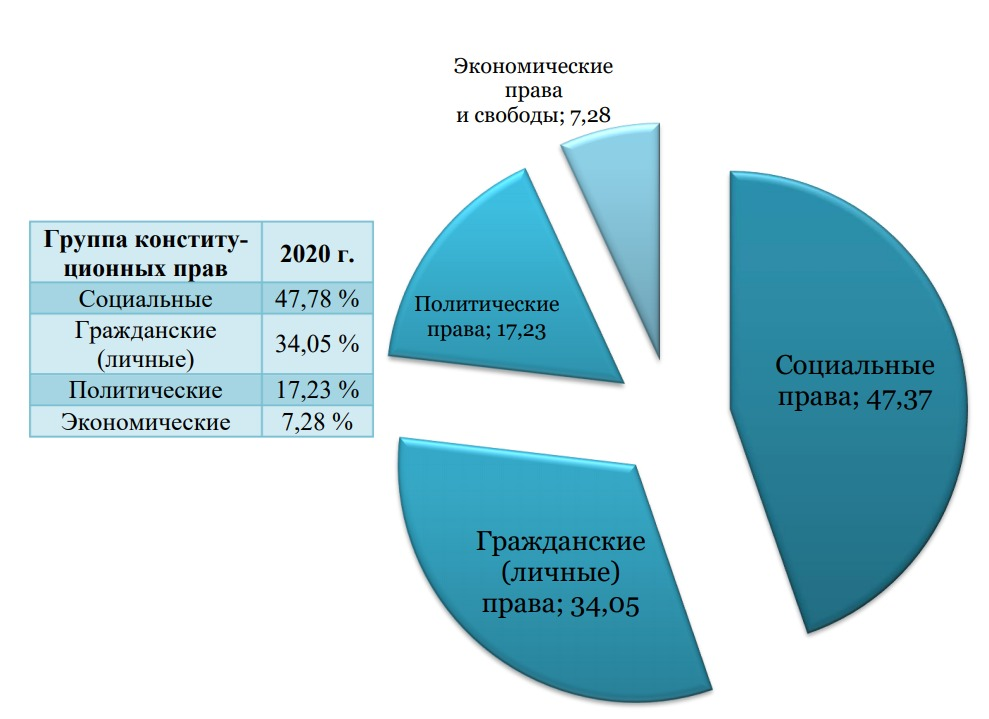 Экономические
права
и свободы; 7,28
Политические
права; 17,23
Социальные
права; 47,37
Гражданские
(личные)
права; 34,05
Группа конститу-
ционных прав
2020 г.
Социальные 47,78 %
Гражданские
(личные)
34,05 %
Политические 17,23 %
Экономические 7,28 %